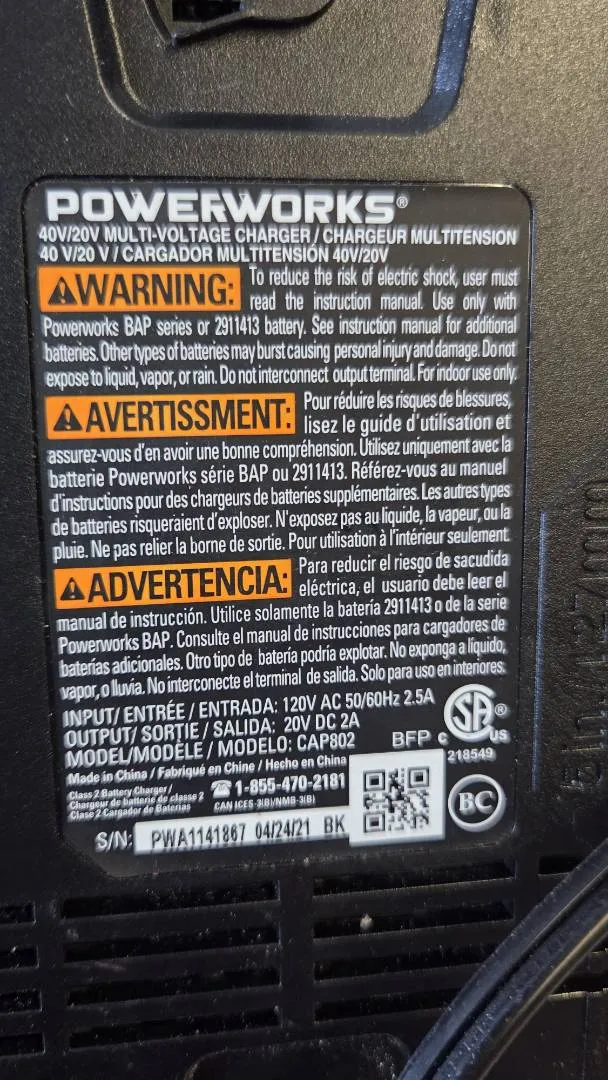 POWERWORKS®
40V/20V MULTI-VOLTAGE CHARGER / CHARGEUR MULTITENSION
40 V/20 V / CARGADOR MULTITENSIÓN 40V/20V
⚠WARNING: To reduce the risk of electric shock, user must
read the instruction manual. Use only with
Powerworks BAP series or 2911413 battery. See instruction manual for additional
batteries. Other types of batteries may burst causing personal injury and damage. Do not
expose to liquid, vapor, or rain. Do not interconnect output terminal. For indoor use only.
⚠AVERTISSMENT: Pour réduire les risques de blessures,
lisez le guide d'utilisation et
assurez-vous d'en avoir une bonne compréhension. Utilisez uniquement avec la
batterie Powerworks série BAP ou 2911413. Référez-vous au manuel
d'instructions pour des chargeurs de batteries supplémentaires. Les autres types
de batteries risqueraient d'exploser. N'exposez pas au liquide, la vapeur, ou la
pluie. Ne pas relier la borne de sortie. Pour utilisation à l'intérieur seulement.
⚠ADVERTENCIA: Para reducir el riesgo de sacudida
eléctrica, el usuario debe leer el
manual de instrucción. Utilice solamente la batería 2911413 o de la serie
Powerworks BAP. Consulte el manual de instrucciones para cargadores de
baterías adicionales. Otro tipo de batería podria explotar. No exponga a líquido,
vapor, o lluvia. No interconecte el terminal de salida. Solo para uso en interiores.
INPUT/ ENTRÉE / ENTRADA: 120V AC 50/60Hz 2.5A
OUTPUT/ SORTIE / SALIDA: 20V DC 2A
MODEL/MODÈLE / MODELO: CAP802 BFP
C SA® US
218549
Made in China / Fabriqué en Chine / Hecho en China
Class 2 Battery Charger /
Chargeur de batterie de classe 2
Clase 2 Cargador de Baterias
☎1-855-470-2181
CAN ICES-3(B)/NMB-3(B)
BC
S/N: PWA1141867 04/24/21 BK